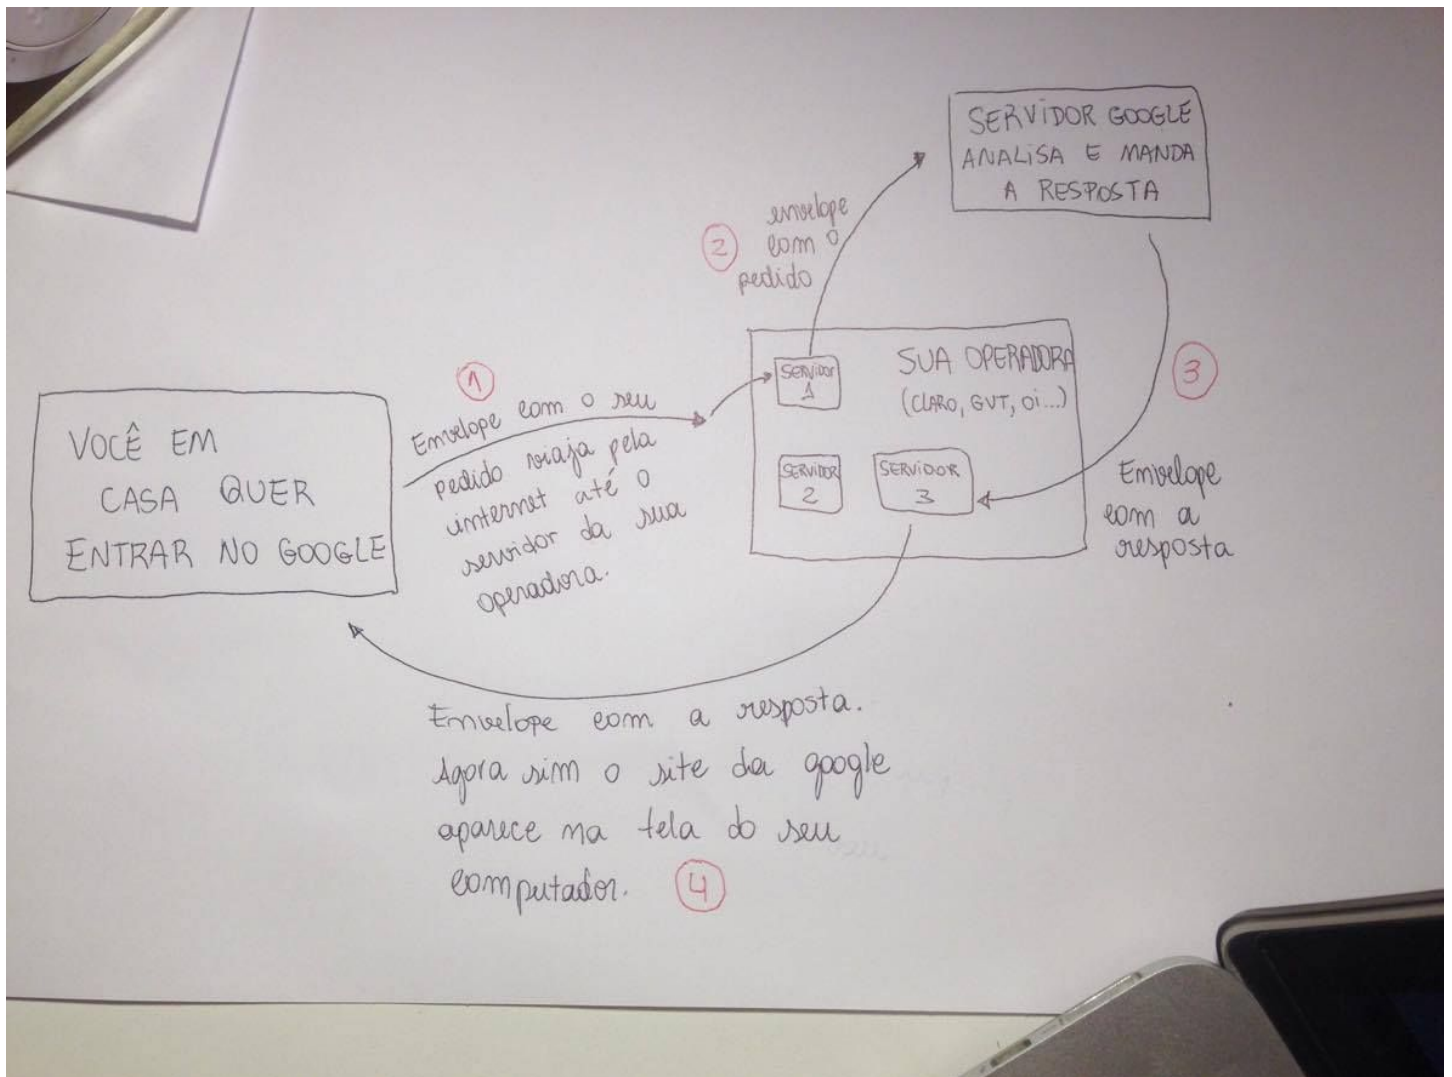 VOCÊ EM
CASA QUER
ENTRAR NO GOOGLE
1
Envelope com o seu
pedido viaja pela
internet até o
servidor da sua
operadora.
2
envelope
com o
pedido
SERVIDOR GOOGLE
ANALISA E MANDA
A RESPOSTA
SUA OPERADORA
(CLARO, GVT, Oi...)
SERVIDOR
1
SERVIDOR
2
SERVIDOR
3
3
Envelope
com a
resposta
Envelope com a resposta.
Agora sim o site da google
aparece na tela do seu
computador. 4